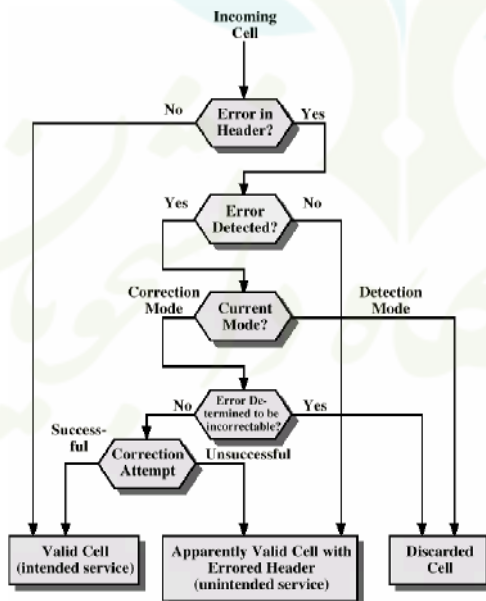 Incoming
Cell
No
Error in
Header?
Yes
Yes
Error
Detected?
No
Correction
Mode
Current
Mode?
Detection
Mode
No
Error De-
termined to be
incorrectable?
Yes
Success-
ful
Correction
Attempt
Unsuccessful
Valid Cell
(intended service)
Apparently Valid Cell with
Errored Header
(unintended service)
Discarded
Cell